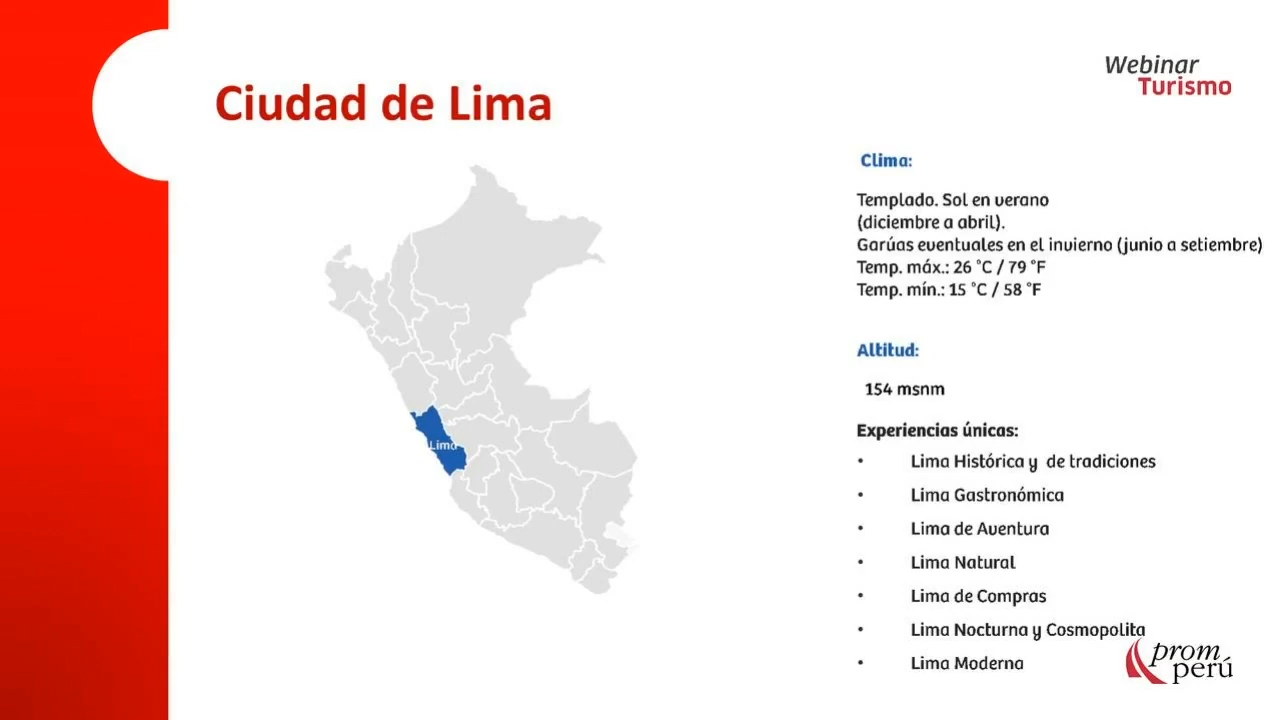 Ciudad de Lima
Webinar
Turismo
Lima
Clima:
Templado. Sol en verano
(diciembre a abril).
Garúas eventuales en el invierno (junio a setiembre)
Temp. máx.: 26 °C / 79 °F
Temp. mín.: 15 °C / 58 °F
Altitud:
154 msnm
Experiencias únicas:
• Lima Histórica y de tradiciones
• Lima Gastronómica
• Lima de Aventura
• Lima Natural
• Lima de Compras
• Lima Nocturna y Cosmopolita
• Lima Moderna
prom
perú